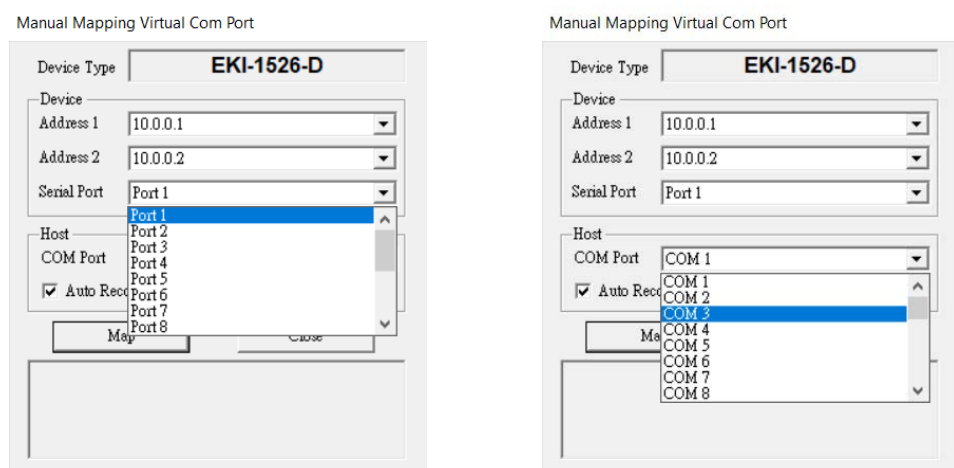 Manual Mapping Virtual Com Port
Device Type EKI-1526-D
Device
Address 1 10.0.0.1
Address 2 10.0.0.2
Serial Port Port 1
Port 1
Port 2
Port 3
Port 4
Port 5
Port 6
Port 7
Port 8
Host
COM Port
Auto Reco
Map Close
Manual Mapping Virtual Com Port
Device Type EKI-1526-D
Device
Address 1 10.0.0.1
Address 2 10.0.0.2
Serial Port Port 1
Host
COM Port COM 1
COM 1
COM 2
COM 3
COM 4
COM 5
COM 6
COM 7
COM 8
Auto Reco
Ma